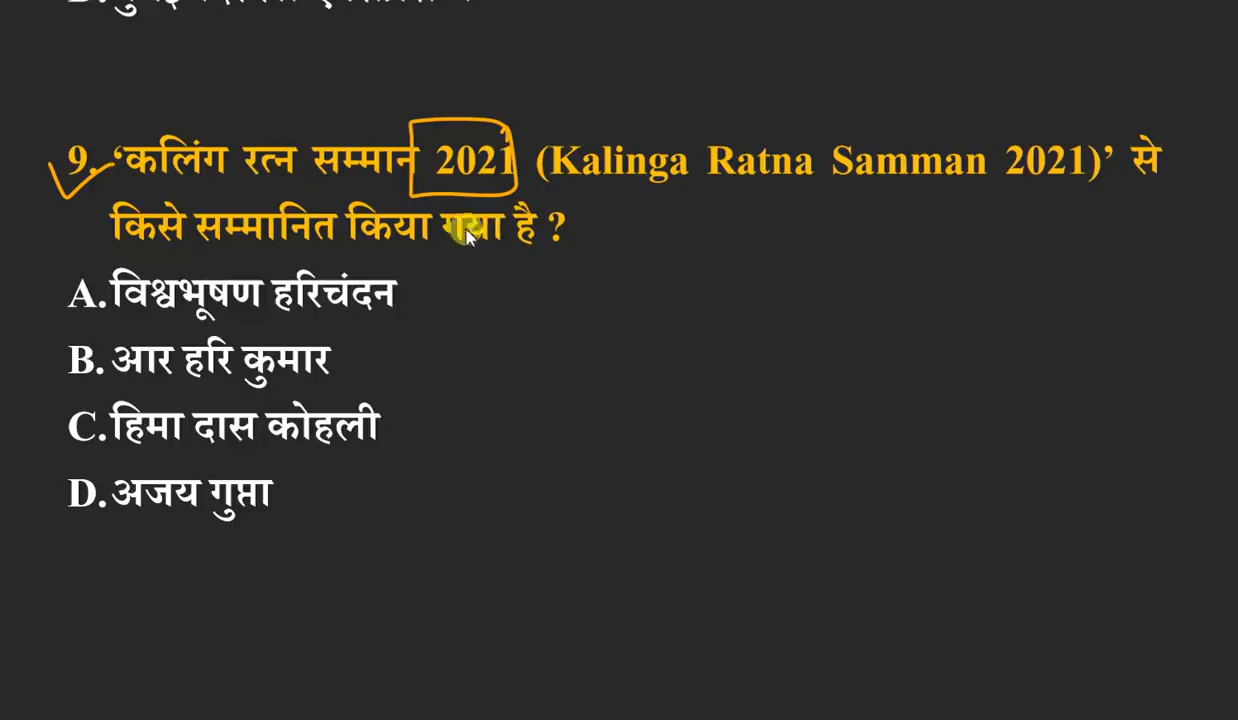 9. ‘कलिंग रत्न सम्मान 2021 (Kalinga Ratna Samman 2021)’ से
किसे सम्मानित किया गया है ?
A. विश्वभूषण हरिचंदन
B. आर हरि कुमार
C. हिमा दास कोहली
D. अजय गुप्ता